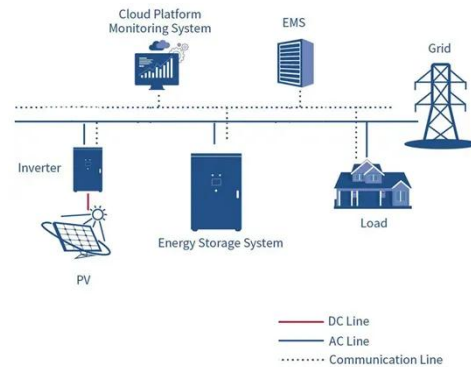 Cloud Platform
Monitoring System
EMS
Grid
Inverter
Energy Storage System
Load
PV
DC Line
AC Line
Communication Line